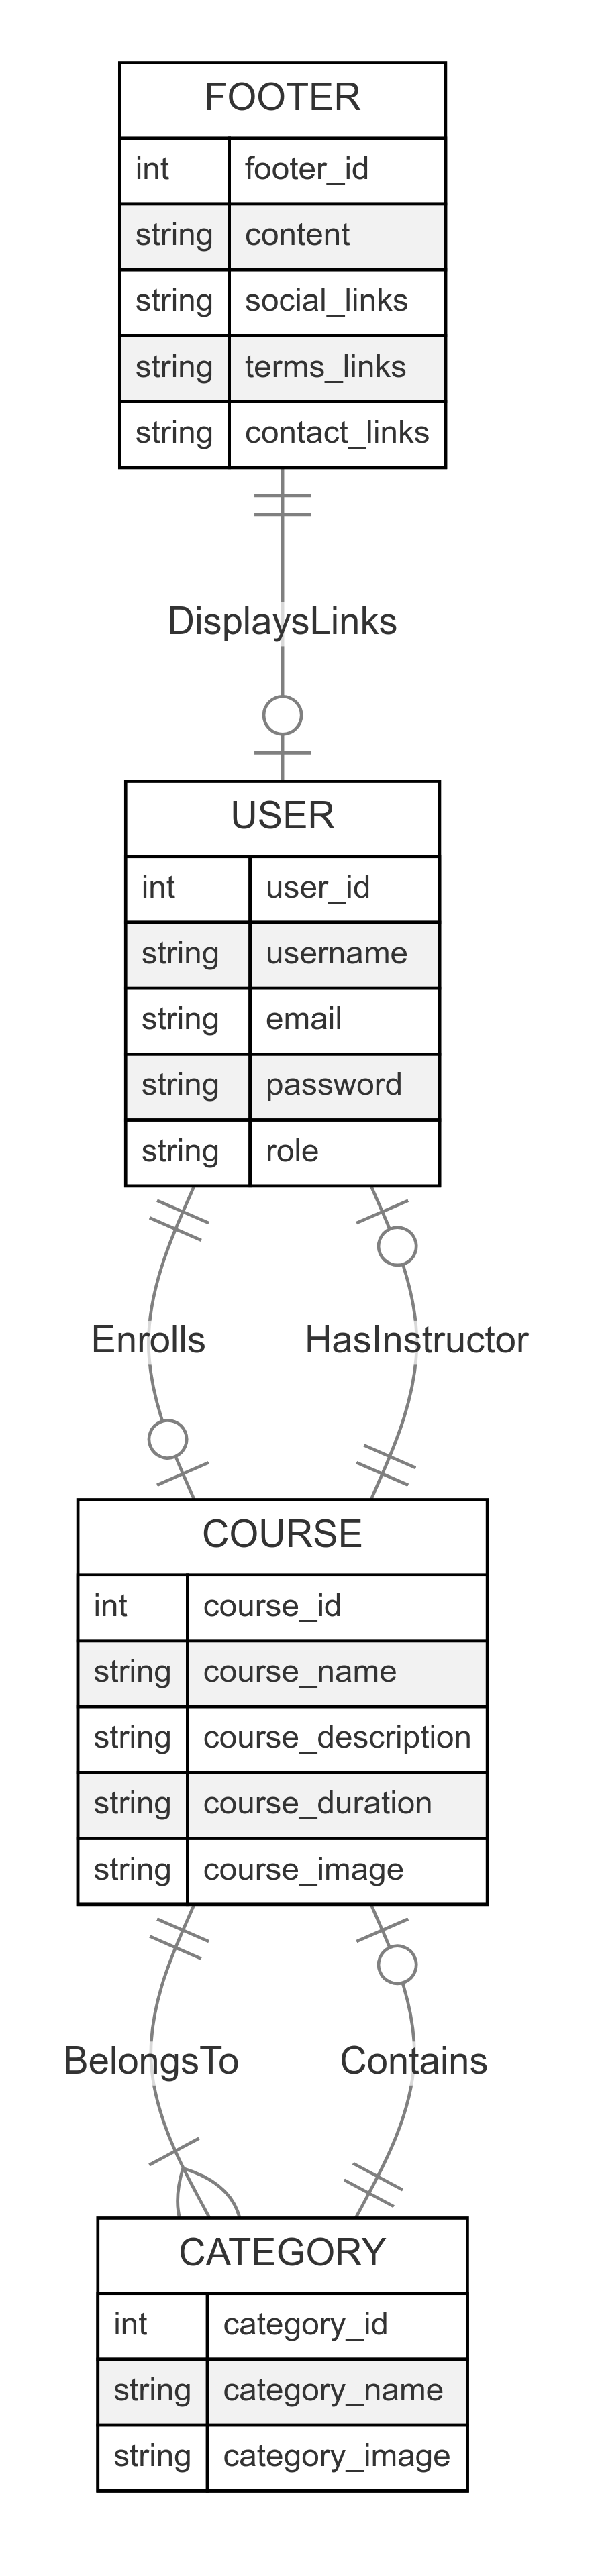 FOOTER
int footer_id
string content
string social_links
string terms_links
string contact_links
DisplaysLinks
USER
int user_id
string username
string email
string password
string role
Enrolls HasInstructor
COURSE
int course_id
string course_name
string course_description
string course_duration
string course_image
BelongsTo Contains
CATEGORY
int category_id
string category_name
string category_image